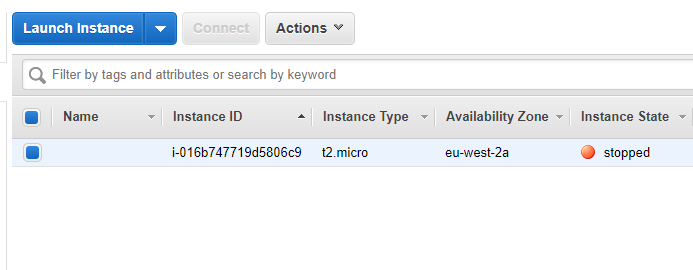 Launch Instance Connect Actions
Filter by tags and attributes or search by keyword
Name Instance ID Instance Type Availability Zone Instance State
i-016b747719d5806c9 t2.micro eu-west-2a stopped